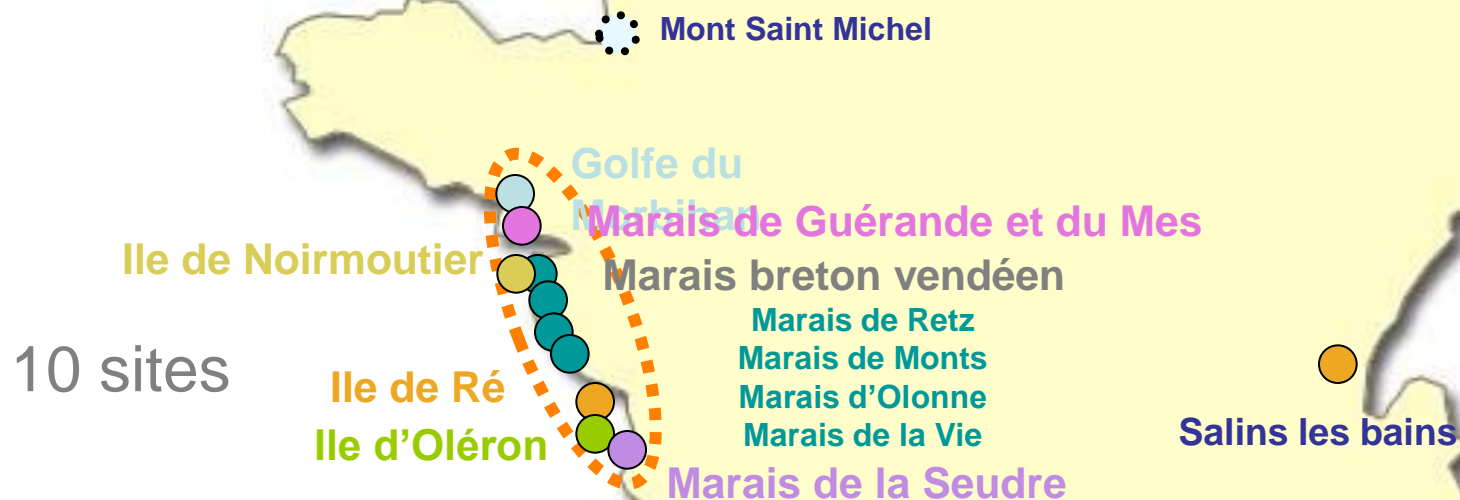 Mont Saint Michel
Golfe du
Morbihan
Marais de Guérande et du Mes
Ile de Noirmoutier
Marais breton vendéen
Marais de Retz
Marais de Monts
Marais d’Olonne
Marais de la Vie
10 sites
Ile de Ré
Ile d’Oléron
Salins les bains
Marais de la Seudre